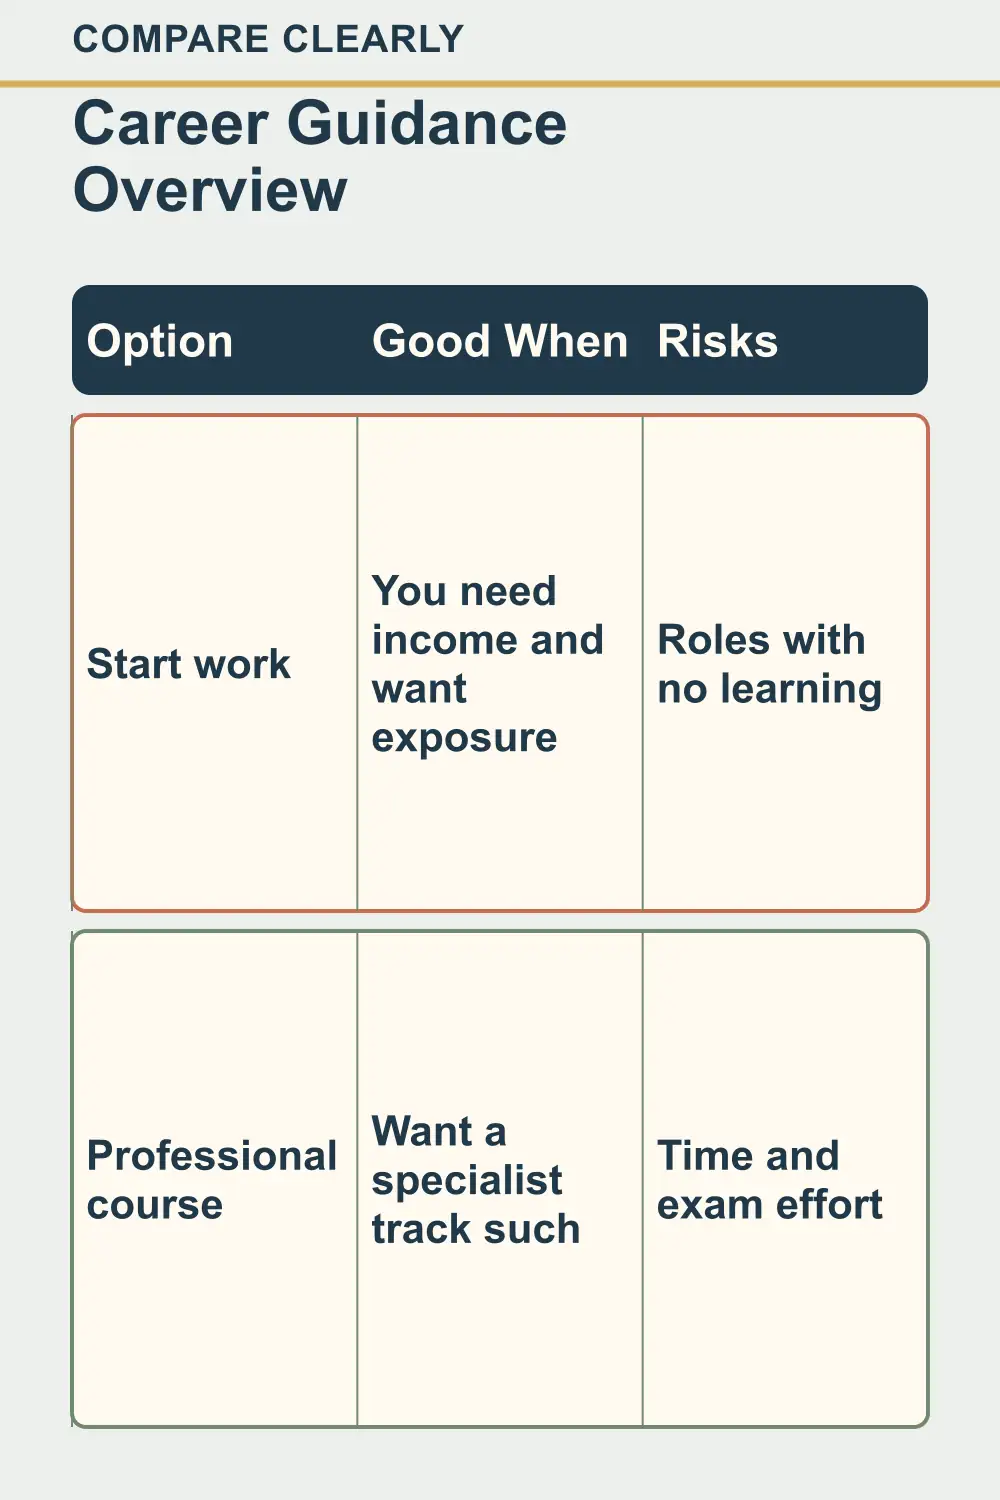 COMPARE CLEARLY
Career Guidance
Overview
Option
Good When
Risks
Start work
You need
income and
want
exposure
Roles with
no learning
Professional
course
Want a
specialist
track such
Time and
exam effort